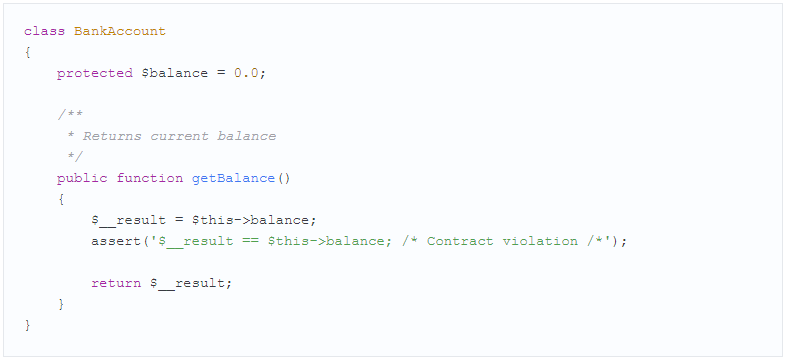 class BankAccount
{
    protected $balance = 0.0;

    /**
     * Returns current balance
     */
    public function getBalance()
    {
        $__result = $this->balance;
        assert('$__result == $this->balance; /* Contract violation /*');

        return $__result;
    }
}